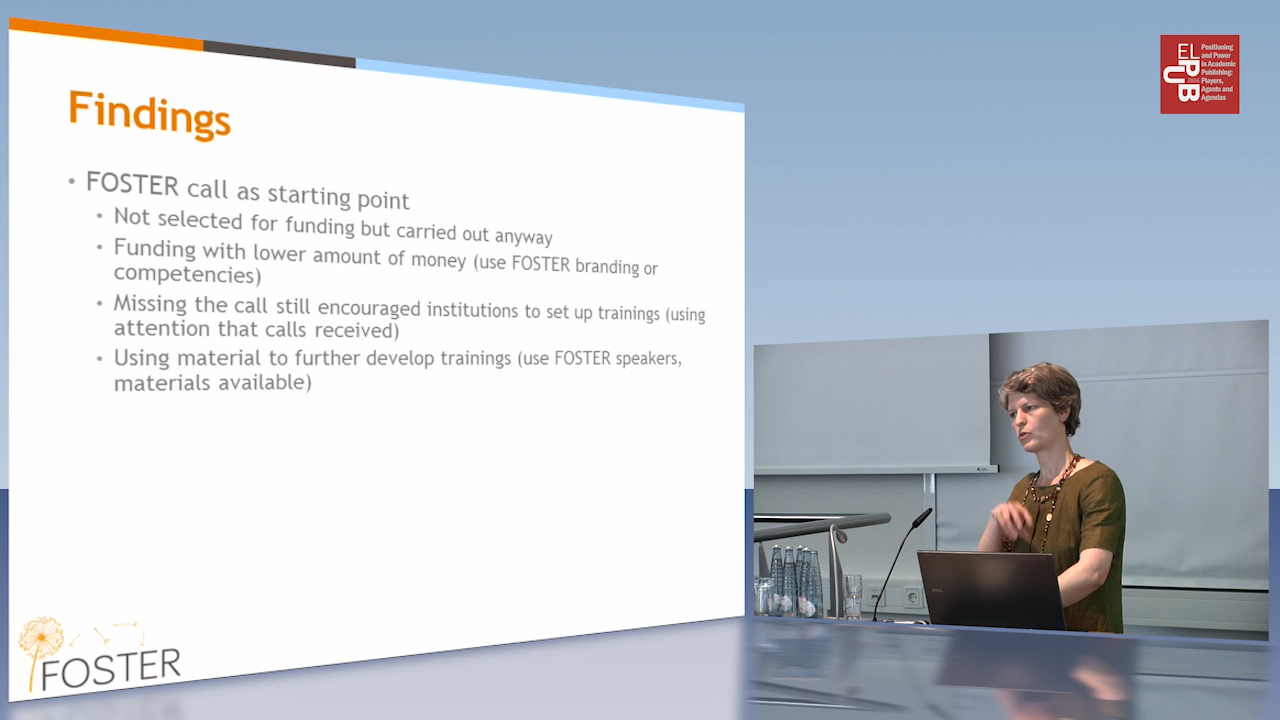 Findings
• FOSTER call as starting point
• Not selected for funding but carried out anyway
• Funding with lower amount of money (use FOSTER branding or
competencies)
• Missing the call still encouraged institutions to set up trainings (using
attention that calls received)
• Using material to further develop trainings (use FOSTER speakers,
materials available)
FOSTER
ELPUB
2016
Positioning
and Power
in Academic
Publishing:
Players,
Agents and
Agendas